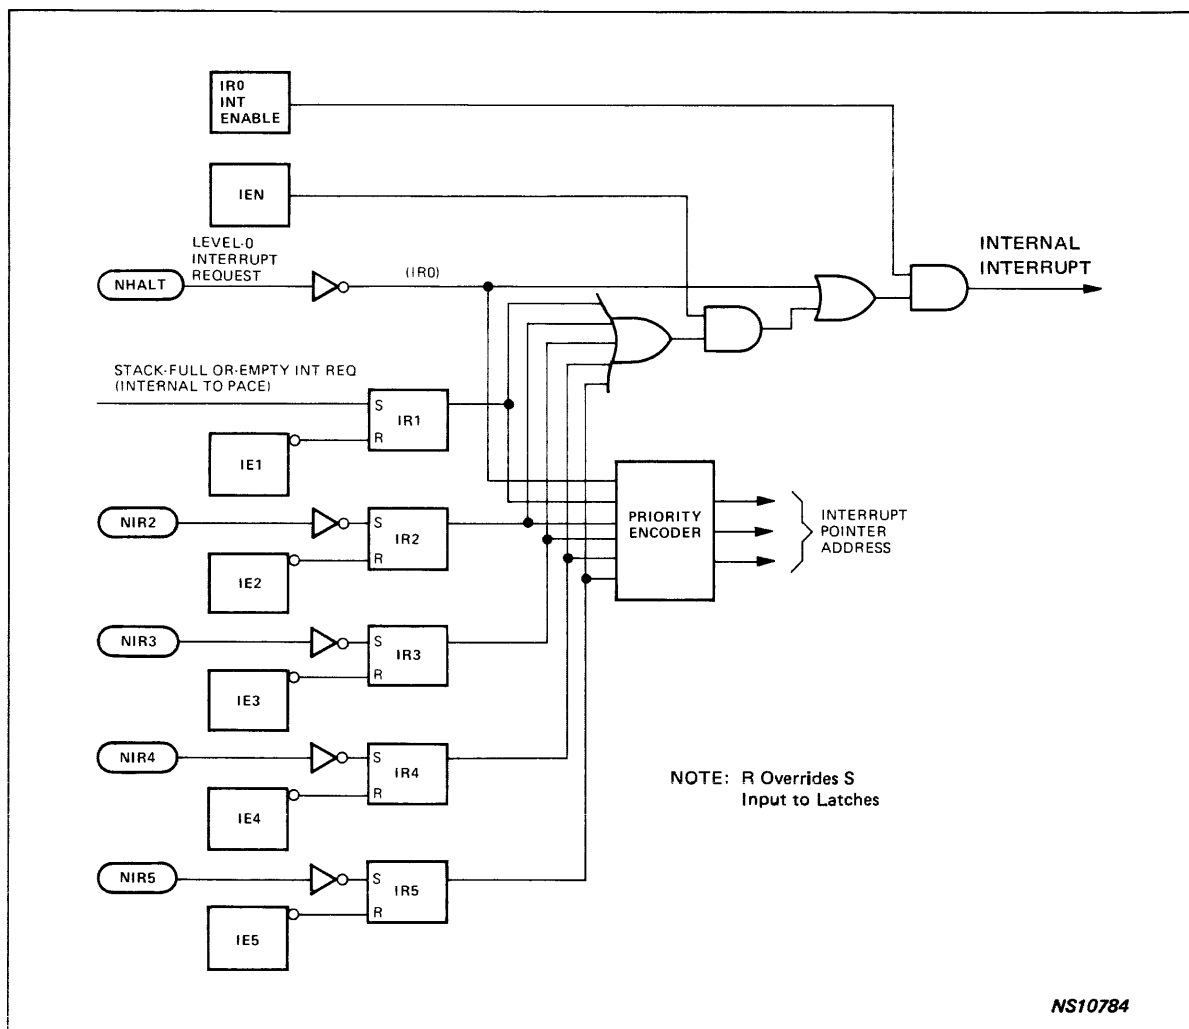 IR0
INT
ENABLE
IEN
LEVEL-0
INTERRUPT
REQUEST
NHALT
(IR0)
INTERNAL
INTERRUPT
STACK-FULL OR-EMPTY INT REQ
(INTERNAL TO PACE)
S
R
IR1
IE1
NIR2
S
R
IR2
IE2
PRIORITY
ENCODER
INTERRUPT
POINTER
ADDRESS
NIR3
S
R
IR3
IE3
NIR4
S
R
IR4
IE4
NOTE: R Overrides S
Input to Latches
NIR5
S
R
IR5
IE5
NS10784